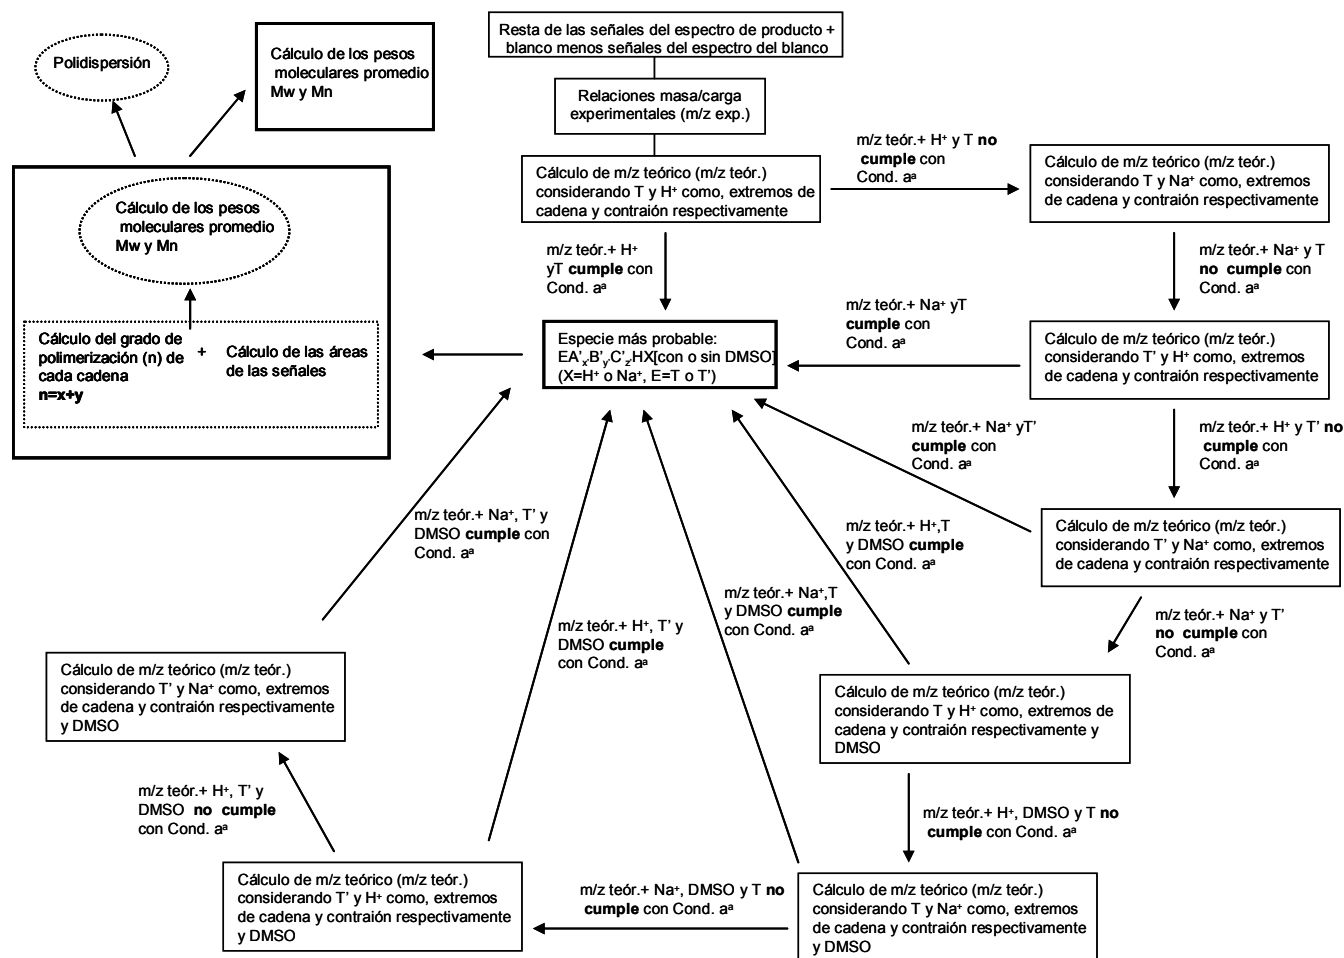 Resta de las señales del espectro de producto +
blanco menos señales del espectro del blanco
Relaciones masa/carga
experimentales (m/z exp.)
Cálculo de m/z teórico (m/z teór.)
considerando T y H⁺ como, extremos de
cadena y contraión respectivamente
m/z teór.+ H⁺ y T no
cumple con
Cond. aª
Cálculo de m/z teórico (m/z teór.)
considerando T y Na⁺ como, extremos
de cadena y contraión respectivamente
m/z teór.+ H⁺
yT cumple con
Cond. aª
m/z teór.+ Na⁺ y T
no cumple con
Cond. aª
Polidispersión
Cálculo de los pesos
moleculares promedio
Mw y Mn
Cálculo de los pesos
moleculares promedio
Mw y Mn
Cálculo del grado de
polimerización (n) de
cada cadena
n=x+y
+
Cálculo de las áreas
de las señales
Especie más probable:
EA'x'B'y'C'z'HX[con o sin DMSO]
(X=H⁺ o Na⁺, E=T o T')
m/z teór.+ Na⁺ yT
cumple con
Cond. aª
Cálculo de m/z teórico (m/z teór.)
considerando T' y H⁺ como, extremos
de cadena y contraión respectivamente
m/z teór.+ Na⁺ yT'
cumple con
Cond. aª
m/z teór.+ H⁺ y T' no
cumple con
Cond. aª
Cálculo de m/z teórico (m/z teór.)
considerando T' y Na⁺ como, extremos
de cadena y contraión respectivamente
m/z teór.+ Na⁺, T' y
DMSO cumple con
Cond. aª
m/z teór.+ H⁺, T' y
DMSO cumple
con Cond. aª
m/z teór.+ Na⁺,T
y DMSO cumple
con Cond. aª
m/z teór.+ H⁺,T
y DMSO cumple
con Cond. aª
m/z teór.+ Na⁺ y T'
no cumple con
Cond. aª
Cálculo de m/z teórico (m/z teór.)
considerando T' y Na⁺ como, extremos
de cadena y contraión respectivamente
y DMSO
Cálculo de m/z teórico (m/z teór.)
considerando T y H⁺ como, extremos de
cadena y contraión respectivamente y
DMSO
m/z teór.+ H⁺, T' y
DMSO no cumple
con Cond. aª
m/z teór.+ H⁺, DMSO y T no
cumple con Cond. aª
Cálculo de m/z teórico (m/z teór.)
considerando T' y H⁺ como, extremos
de cadena y contraión respectivamente
y DMSO
m/z teór.+ Na⁺, DMSO y T no
cumple con Cond. aª
Cálculo de m/z teórico (m/z teór.)
considerando T y Na⁺ como, extremos
de cadena y contraión respectivamente
y DMSO